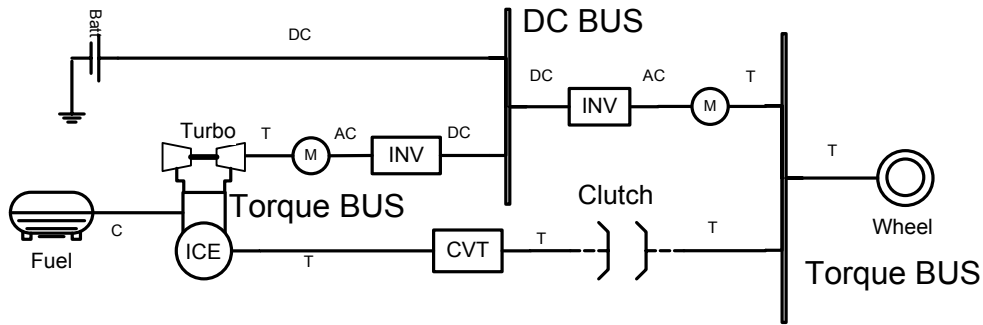 Batt
DC
DC BUS
DC
AC
T
INV
M
Turbo
T
AC
DC
M
INV
T
Torque BUS
Clutch
Wheel
C
Fuel
ICE
T
CVT
T
T
Torque BUS